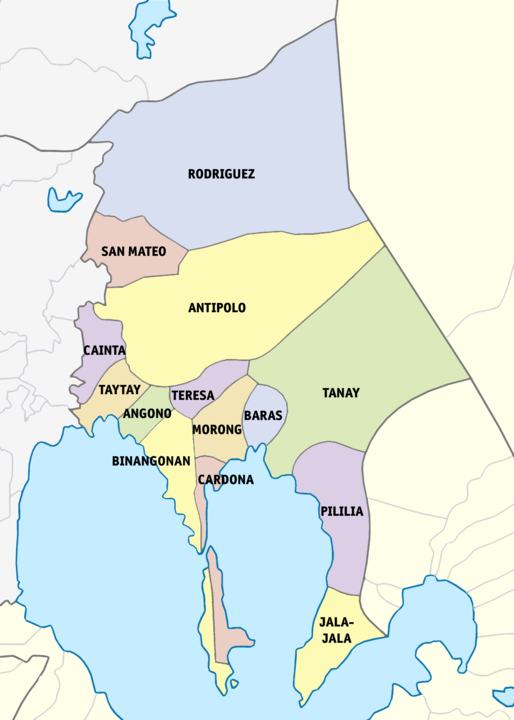 RODRIGUEZ
SAN MATEO
ANTIPOLO
CAINTA
TAYTAY
TERESA
TANAY
ANGONO
BARAS
MORONG
BINANGONAN
CARDONA
PILILIA
JALA-
JALA